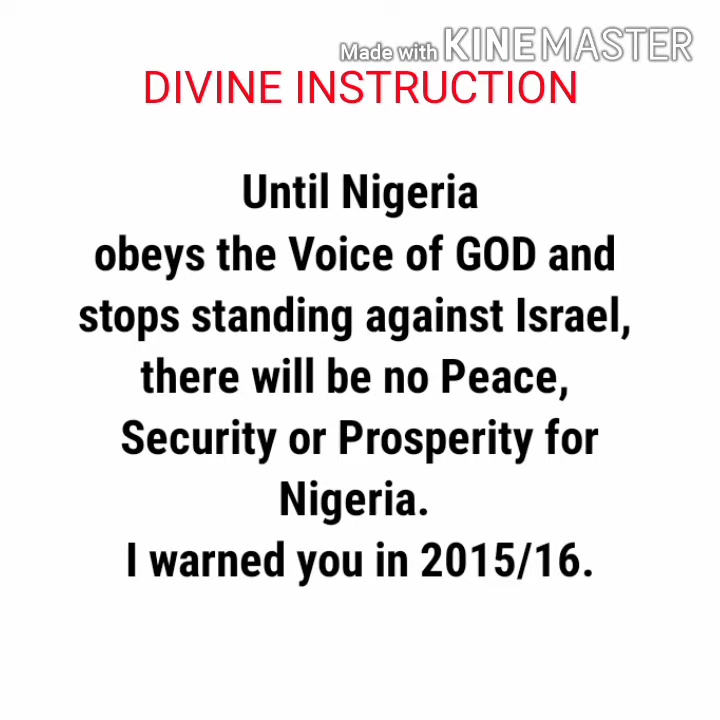 Made with KINEMASTER
DIVINE INSTRUCTION
Until Nigeria
obeys the Voice of GOD and
stops standing against Israel,
there will be no Peace,
Security or Prosperity for
Nigeria.
I warned you in 2015/16.